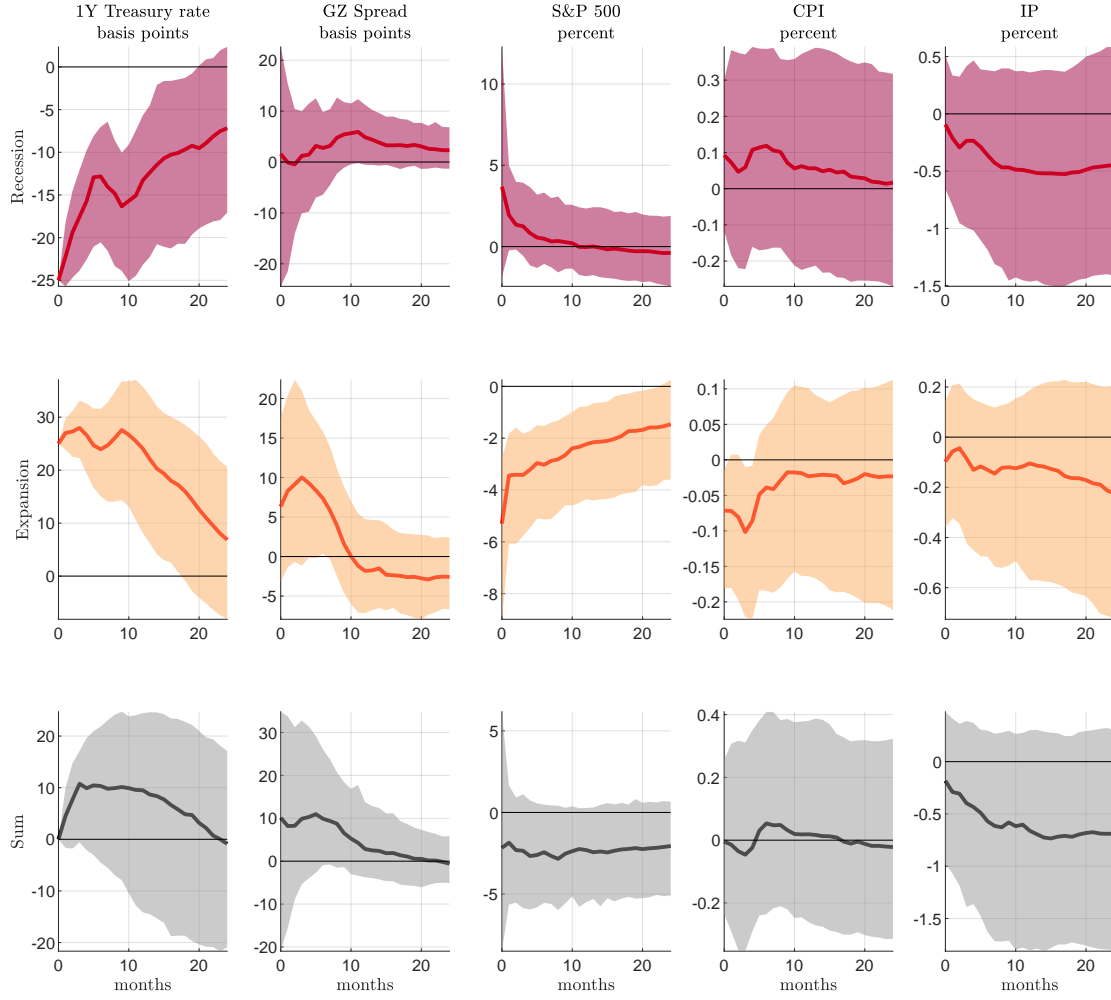 1Y Treasury rate
basis points
GZ Spread
basis points
S&P 500
percent
CPI
percent
IP
percent
Recession
0
-5
-10
-15
-20
-25
0 10 20
20
10
0
-10
-20
0 10 20
10
5
0
0 10 20
0.3
0.2
0.1
0
-0.1
-0.2
0 10 20
0.5
0
-0.5
-1
-1.5
0 10 20
Expansion
30
20
10
0
0 10 20
20
15
10
5
0
-5
0 10 20
0
-2
-4
-6
-8
0 10 20
0.1
0.05
0
-0.05
-0.1
-0.15
-0.2
0 10 20
0.2
0
-0.2
-0.4
-0.6
0 10 20
Sum
20
10
0
-10
-20
0 10 20
months
30
20
10
0
-10
-20
0 10 20
months
5
0
-5
0 10 20
months
0.4
0.2
0
-0.2
0 10 20
months
0
-0.5
-1
-1.5
0 10 20
months